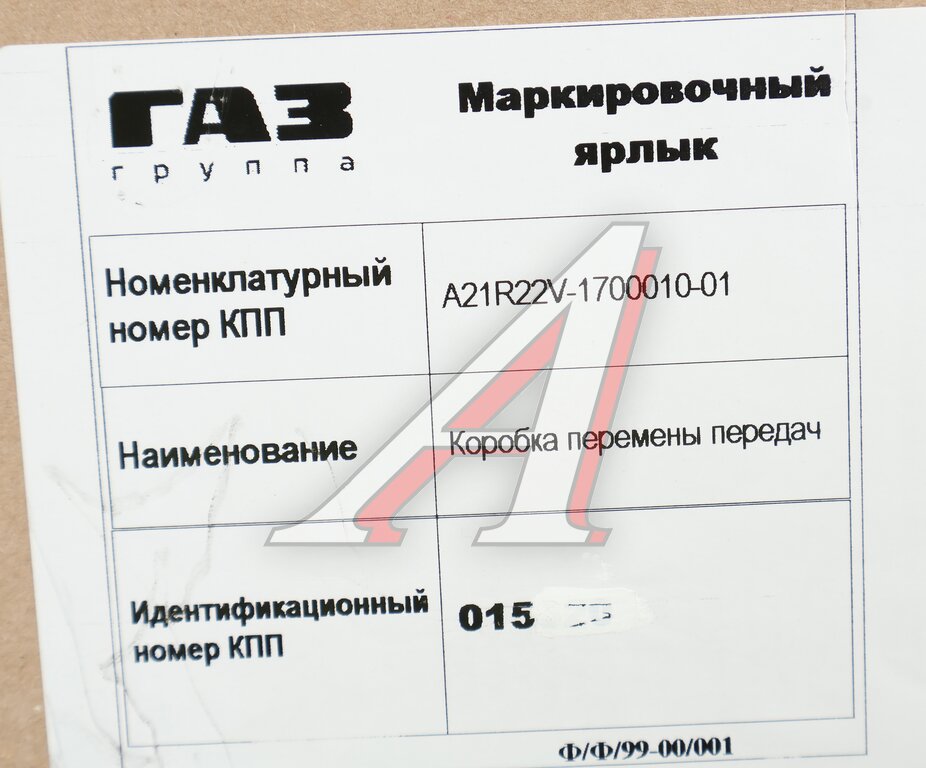 ГАЗ
группа
Маркировочный
ярлык
Номенклатурный
номер КПП
A21R22V-1700010-01
Наименование
Коробка перемены передач
Идентификационный
номер КПП
015
Ф/Ф/99-00/001